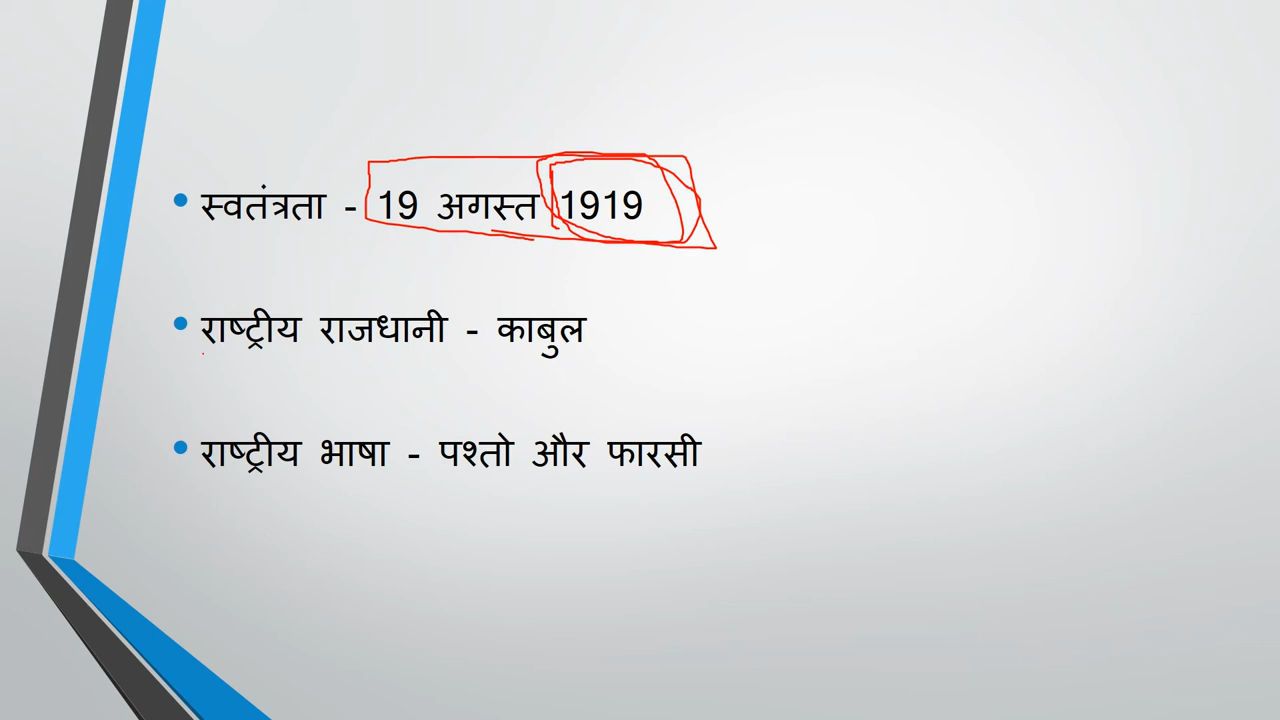 स्वतंत्रता - 19 अगस्त 1919
राष्ट्रीय राजधानी - काबुल
राष्ट्रीय भाषा - पश्तो और फारसी